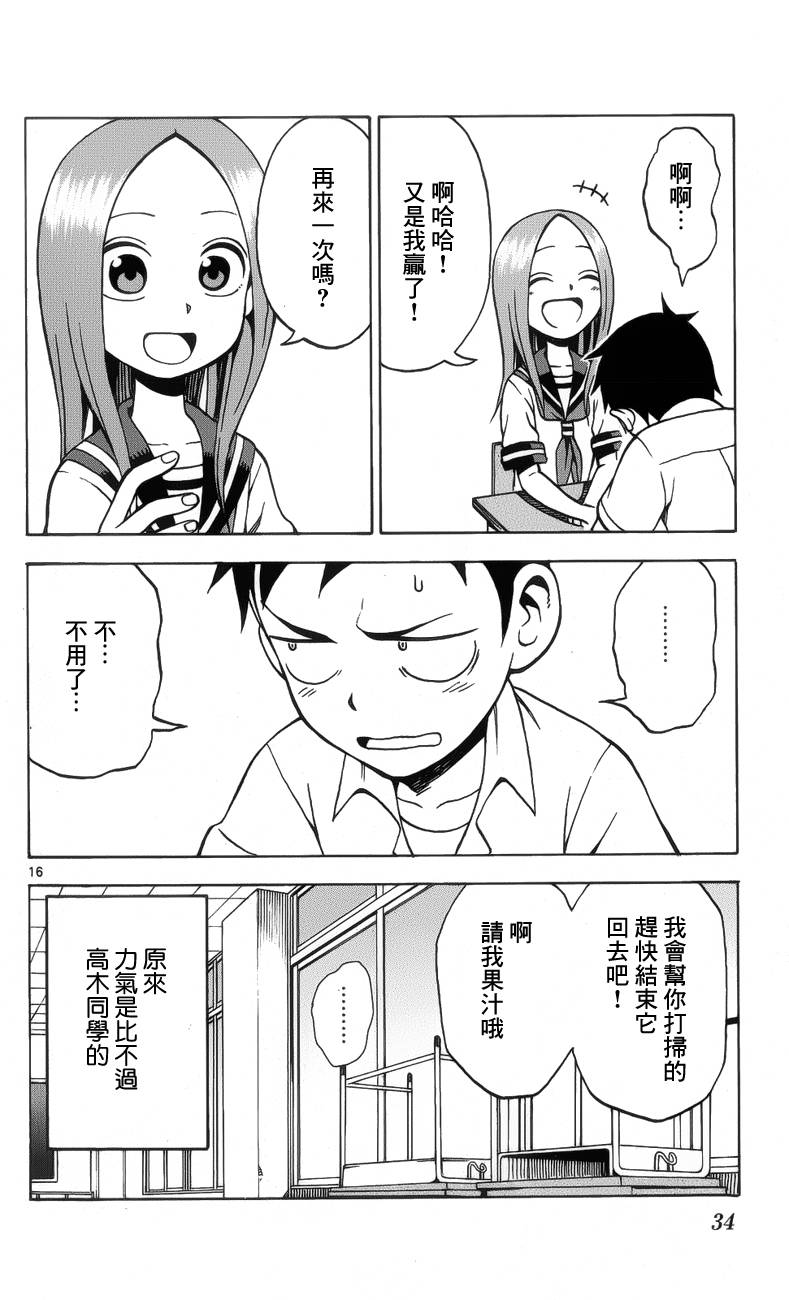 啊啊…
啊哈哈！
又是我贏了！
再來一次嗎？
………
不…
不用了…
16
我會幫你打掃的
趕快結束它
回去吧！
啊
請我果汁哦
………
原來
力氣是比不過
高木同學的
34